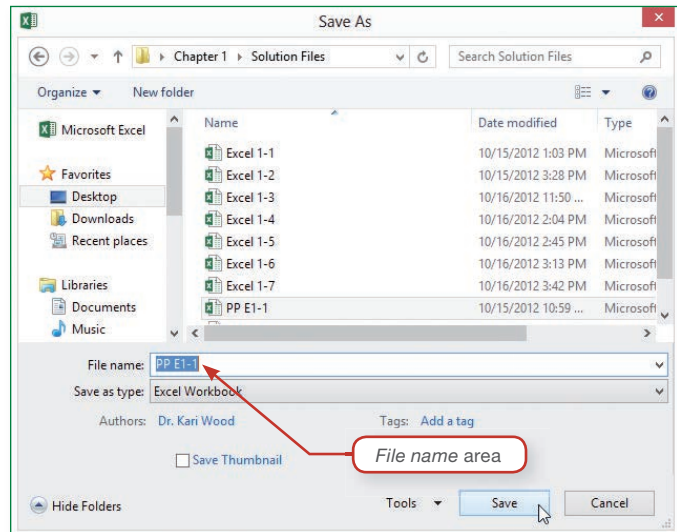 Save As
Chapter 1 Solution Files Search Solution Files
Organize New folder
Microsoft Excel
Favorites
Desktop
Downloads
Recent places
Libraries
Documents
Music
Name Date modified Type
Excel 1-1 10/15/2012 1:03 PM Microsoft
Excel 1-2 10/15/2012 3:28 PM Microsoft
Excel 1-3 10/16/2012 11:50 ... Microsoft
Excel 1-4 10/16/2012 2:04 PM Microsoft
Excel 1-5 10/16/2012 2:45 PM Microsoft
Excel 1-6 10/16/2012 3:13 PM Microsoft
Excel 1-7 10/16/2012 3:42 PM Microsoft
PP E1-1 10/15/2012 10:59 ... Microsoft
File name: PP E1-1
Save as type: Excel Workbook
Authors: Dr. Kari Wood Tags: Add a tag
Save Thumbnail
File name area
Hide Folders Tools Save Cancel